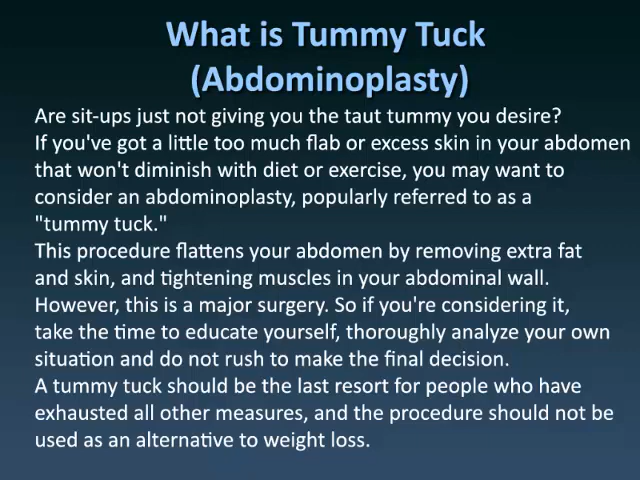 What is Tummy Tuck
(Abdominoplasty)
Are sit-ups just not giving you the taut tummy you desire?
If you've got a little too much flab or excess skin in your abdomen
that won't diminish with diet or exercise, you may want to
consider an abdominoplasty, popularly referred to as a
"tummy tuck."
This procedure flattens your abdomen by removing extra fat
and skin, and tightening muscles in your abdominal wall.
However, this is a major surgery. So if you're considering it,
take the time to educate yourself, thoroughly analyze your own
situation and do not rush to make the final decision.
A tummy tuck should be the last resort for people who have
exhausted all other measures, and the procedure should not be
used as an alternative to weight loss.